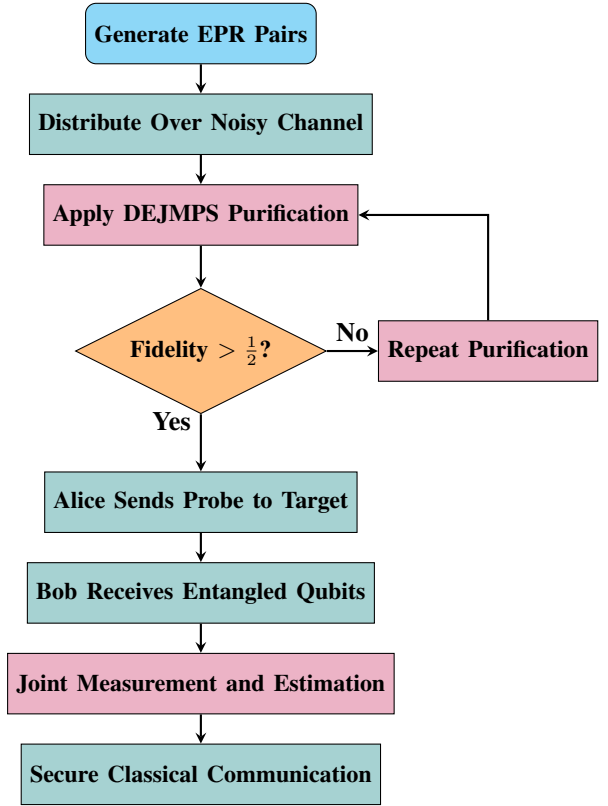 Generate EPR Pairs
Distribute Over Noisy Channel
Apply DEJMPS Purification
Fidelity > 1/2?
No
Repeat Purification
Yes
Alice Sends Probe to Target
Bob Receives Entangled Qubits
Joint Measurement and Estimation
Secure Classical Communication